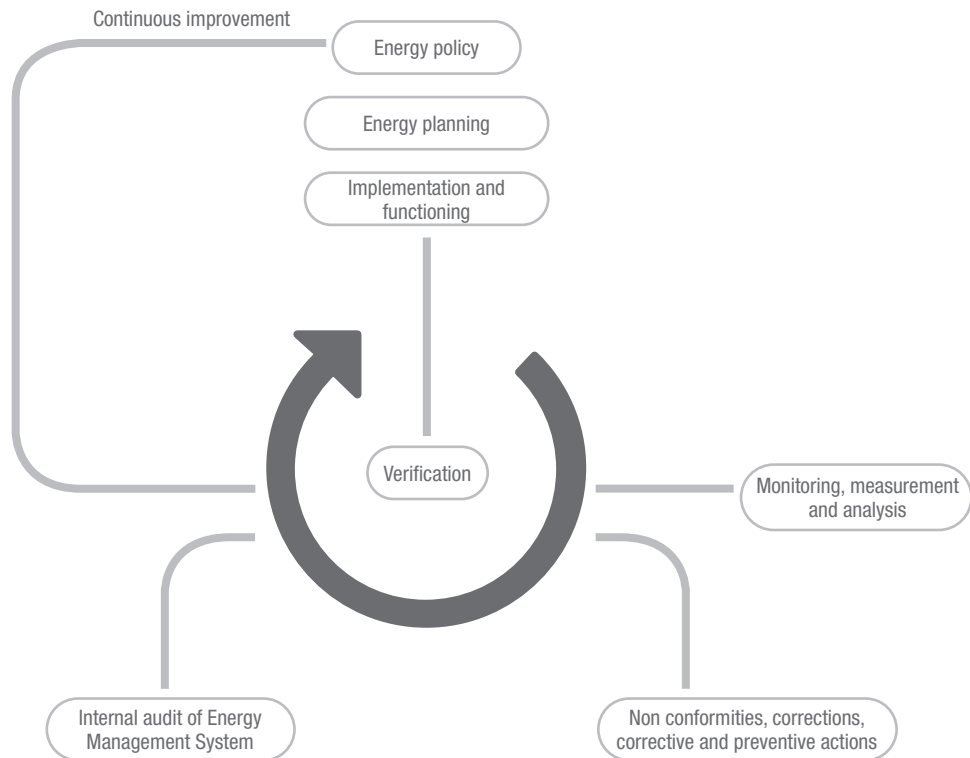 Continuous improvement
Energy policy
Energy planning
Implementation and
functioning
Verification
Monitoring, measurement
and analysis
Internal audit of Energy
Management System
Non conformities, corrections,
corrective and preventive actions